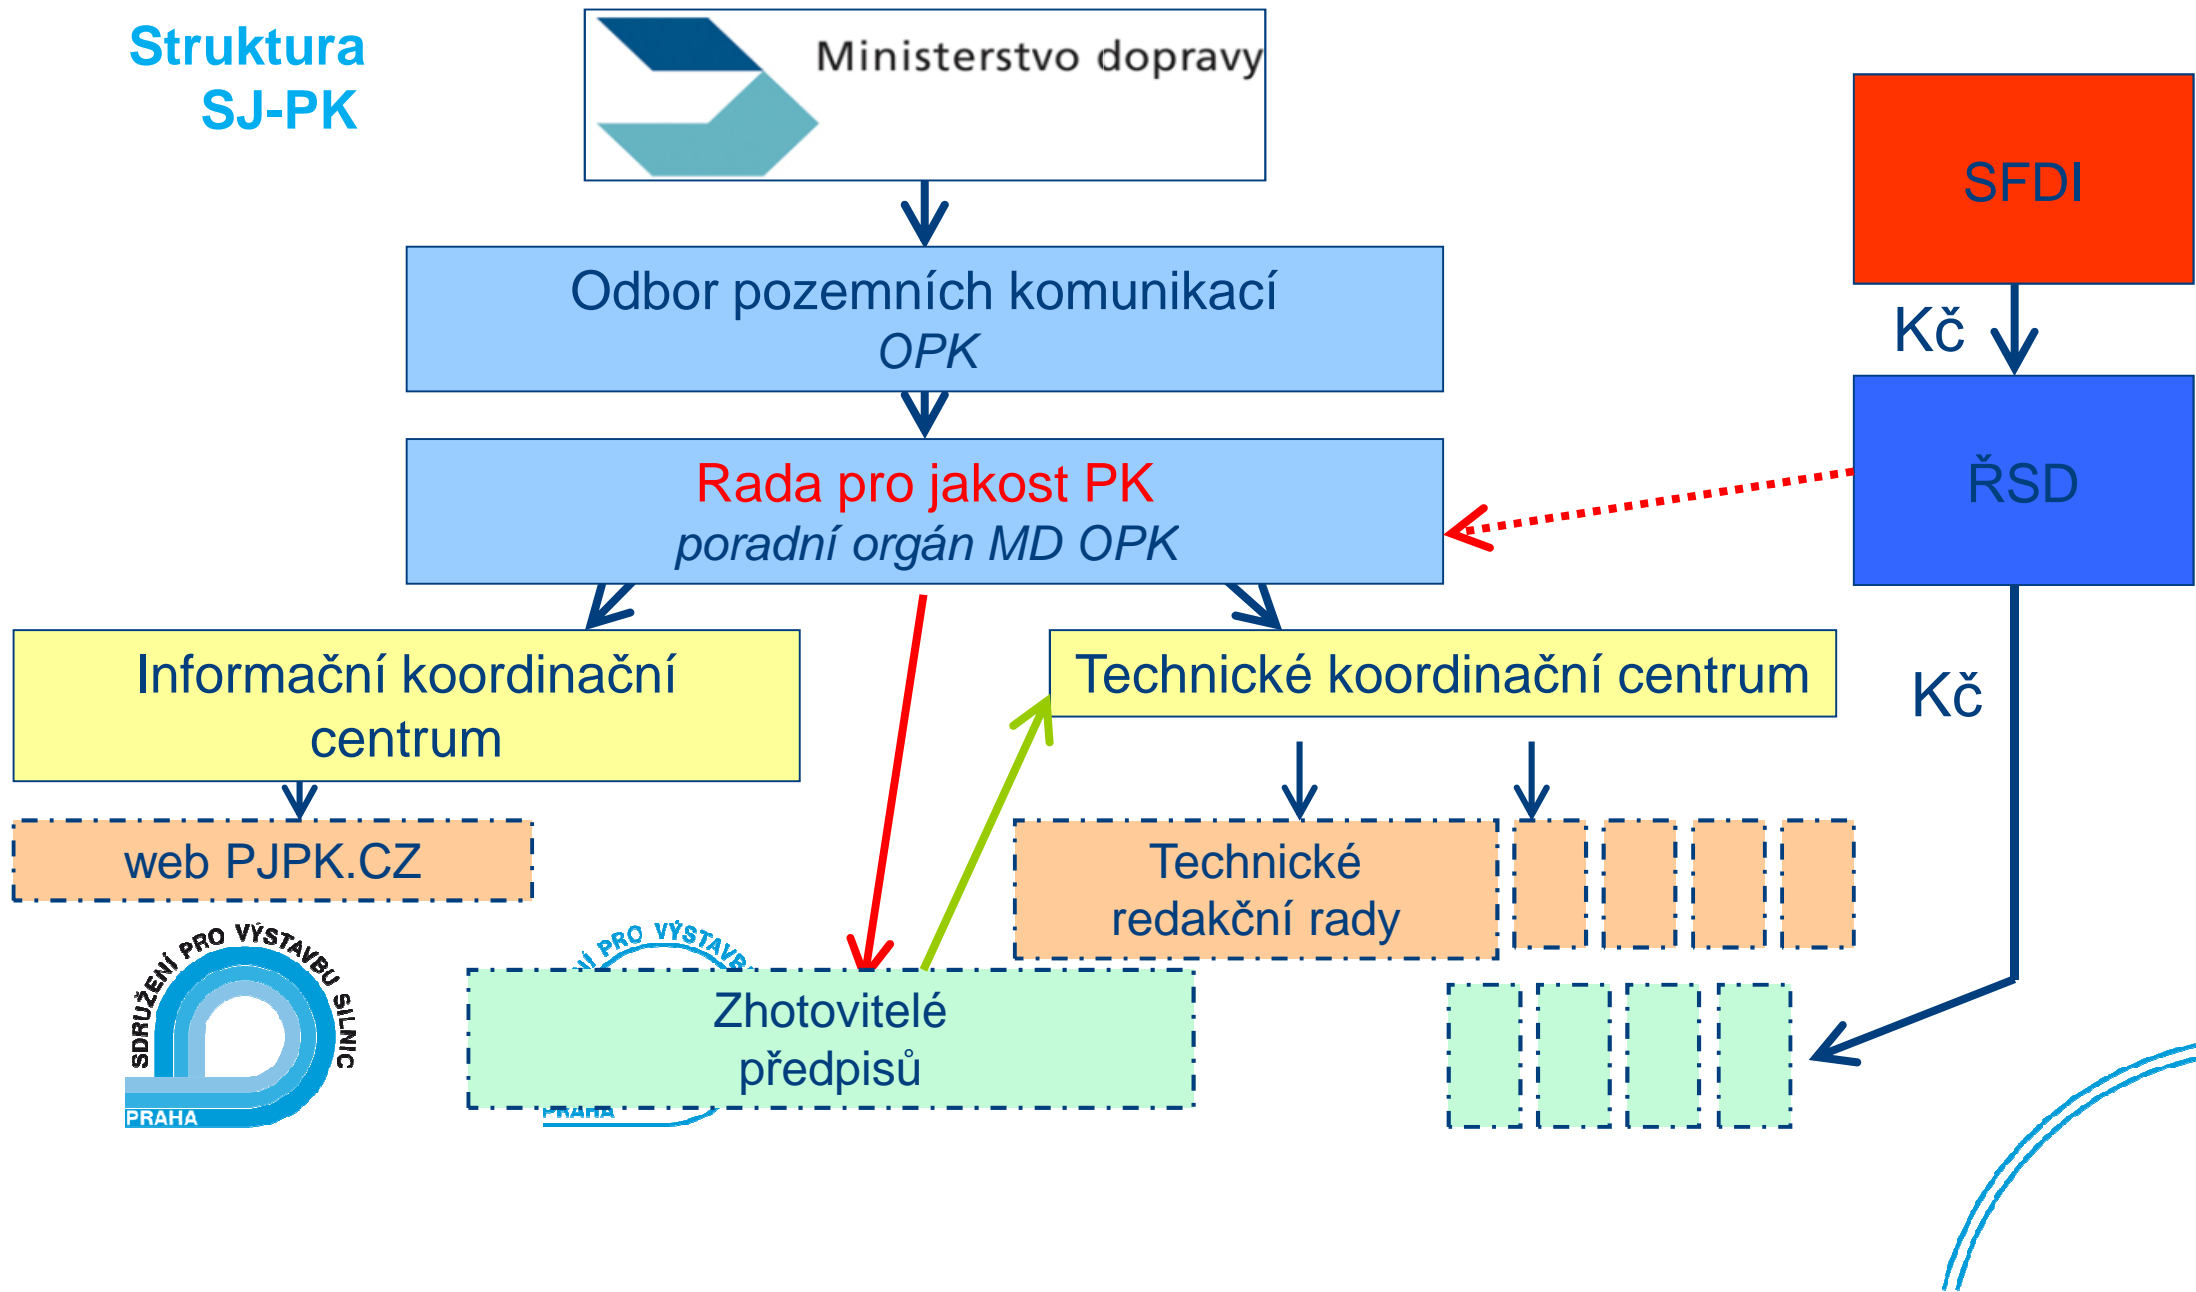 Struktura
SJ-PK
Ministerstvo dopravy
SFDI
Odbor pozemních komunikací
OPK
Kč
Rada pro jakost PK
poradní orgán MD OPK
ŘSD
Informační koordinační
centrum
Technické koordinační centrum
Kč
web PJPK.CZ
Technické
redakční rady
SDRUŽENÍ PRO VÝSTAVBU SILNIC
PRAHA
PRO
Zhotovitelé
předpisů
PRAHA